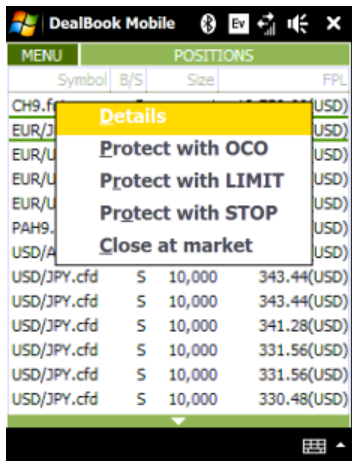 DealBook Mobile Ev
MENU POSITIONS
Symbol B/S Size FPL
CH9.f (USD)
EUR/J (USD)
EUR/U (USD)
EUR/U (USD)
EUR/U (USD)
PAH9. (USD)
USD/A (USD)
Details
Protect with OCO
Protect with LIMIT
Protect with STOP
Close at market
USD/JPY.cfd S 10,000 343.44(USD)
USD/JPY.cfd S 10,000 343.44(USD)
USD/JPY.cfd S 10,000 341.28(USD)
USD/JPY.cfd S 10,000 331.56(USD)
USD/JPY.cfd S 10,000 331.56(USD)
USD/JPY.cfd S 10,000 330.48(USD)